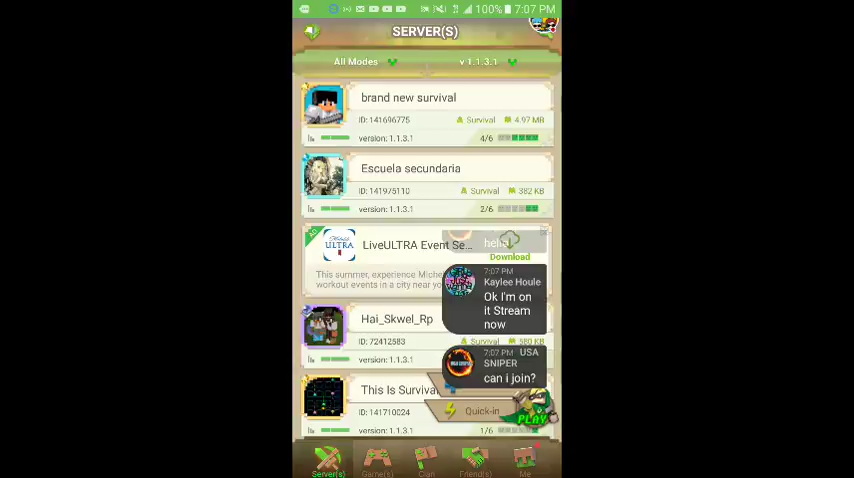 100% 7:07 PM
SERVER(S)
All Modes v 1.1.3.1
brand new survival
ID: 141696775 Survival 4.97 MB
version: 1.1.3.1 4/6
Escuela secundaria
ID: 141975110 Survival 382 KB
version: 1.1.3.1 2/6
AD
ULTRA
LiveULTRA Event Se...
Download
This summer, experience Miche
workout events in a city near yo
7:07 PM
Kaylee Houle
Ok I'm on
it Stream
now
Hai_Skwel_Rp
ID: 72412583 Survival 580 KB
version: 1.1.3.1
7:07 PM USA
SNIPER
can i join?
This Is Surviva
ID: 141710024
Quick-in
PLAY
version: 1.1.3.1 1/6
Server(s) Game(s) Clan Friend(s) Me